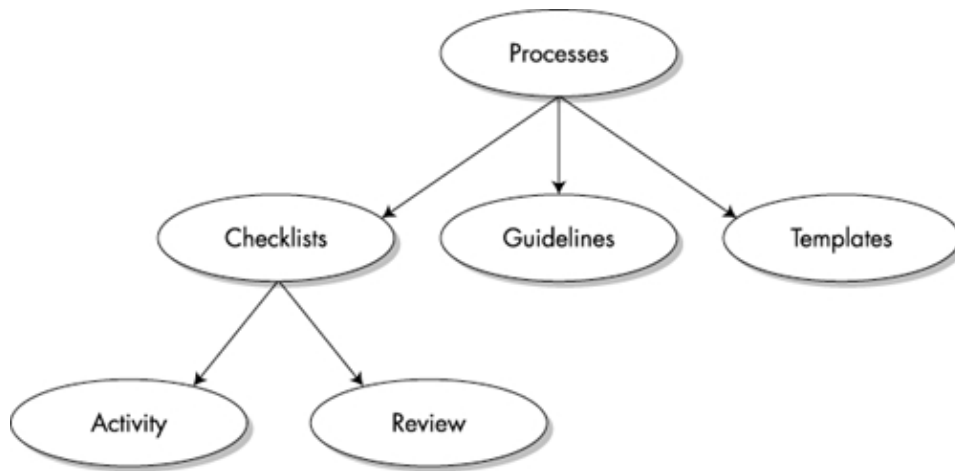 Processes
Checklists
Guidelines
Templates
Activity
Review